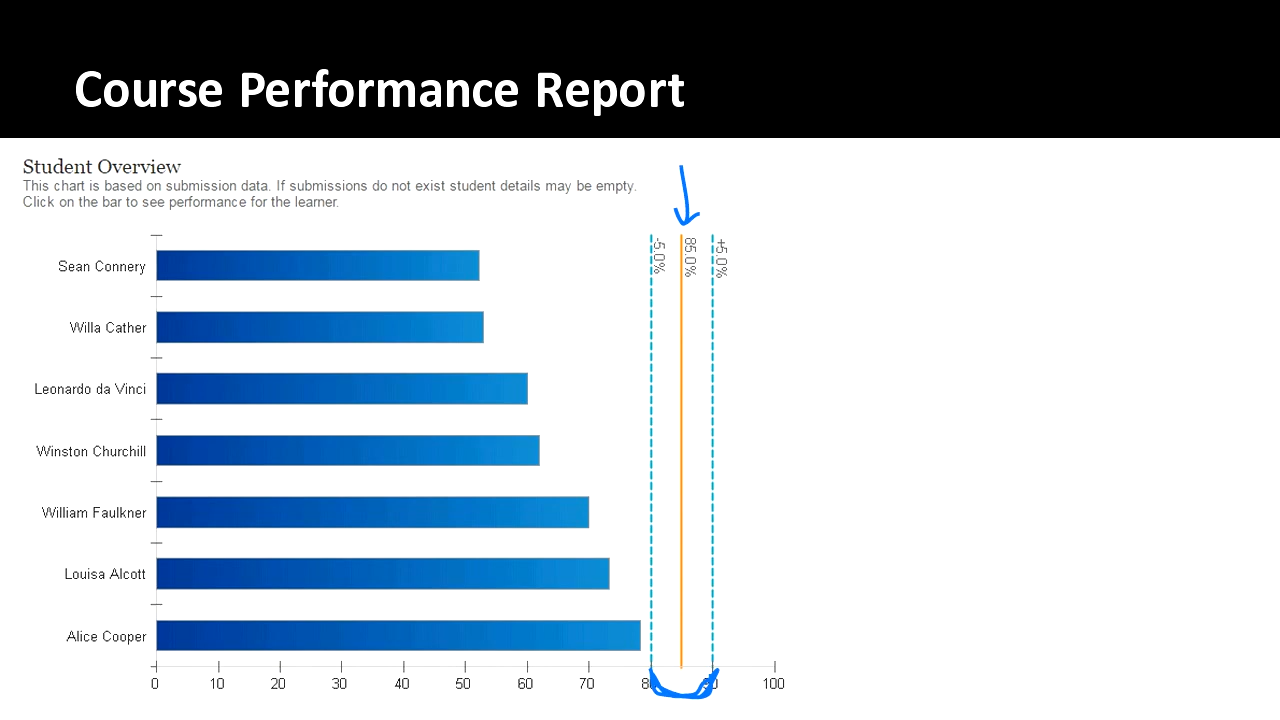 Course Performance Report
Student Overview
This chart is based on submission data. If submissions do not exist student details may be empty.
Click on the bar to see performance for the learner.
-5.0%
85.0%
+5.0%
Sean Connery
Willa Cather
Leonardo da Vinci
Winston Churchill
William Faulkner
Louisa Alcott
Alice Cooper
0 10 20 30 40 50 60 70 100